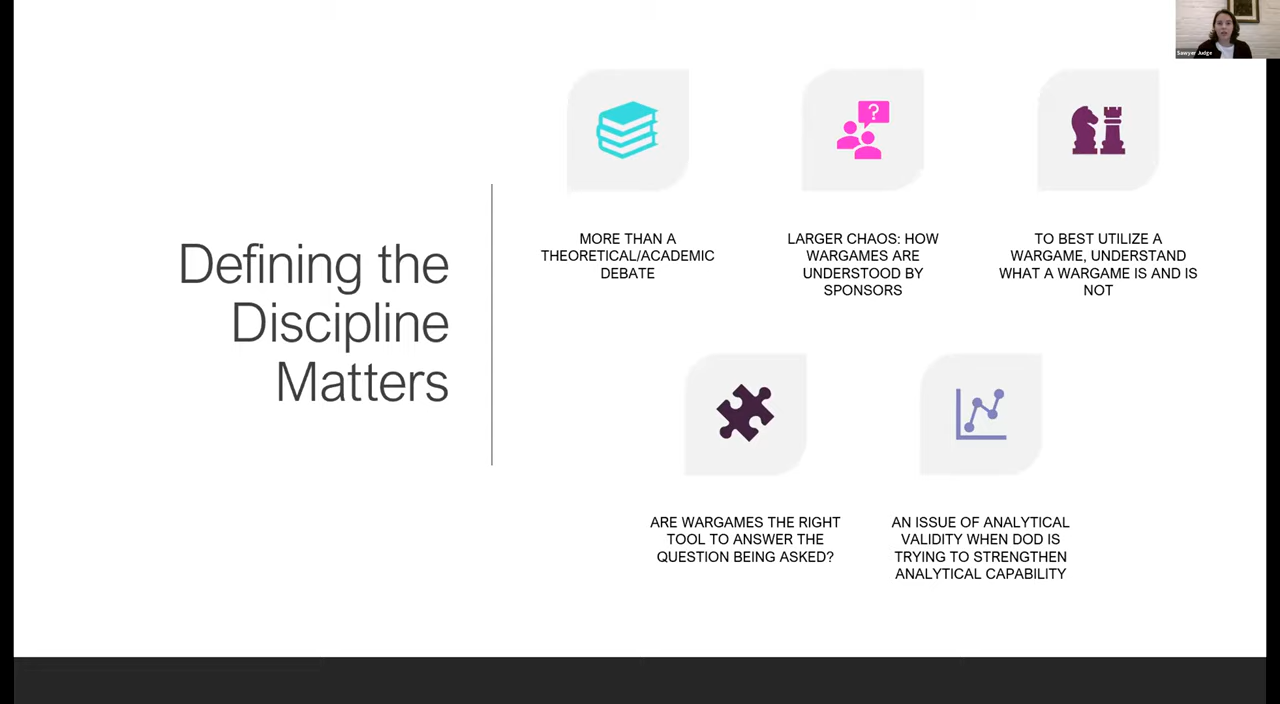 Sawyer Judge
Defining the
Discipline
Matters
?
MORE THAN A
THEORETICAL/ACADEMIC
DEBATE
LARGER CHAOS: HOW
WARGAMES ARE
UNDERSTOOD BY
SPONSORS
TO BEST UTILIZE A
WARGAME, UNDERSTAND
WHAT A WARGAME IS AND IS
NOT
ARE WARGAMES THE RIGHT
TOOL TO ANSWER THE
QUESTION BEING ASKED?
AN ISSUE OF ANALYTICAL
VALIDITY WHEN DOD IS
TRYING TO STRENGTHEN
ANALYTICAL CAPABILITY